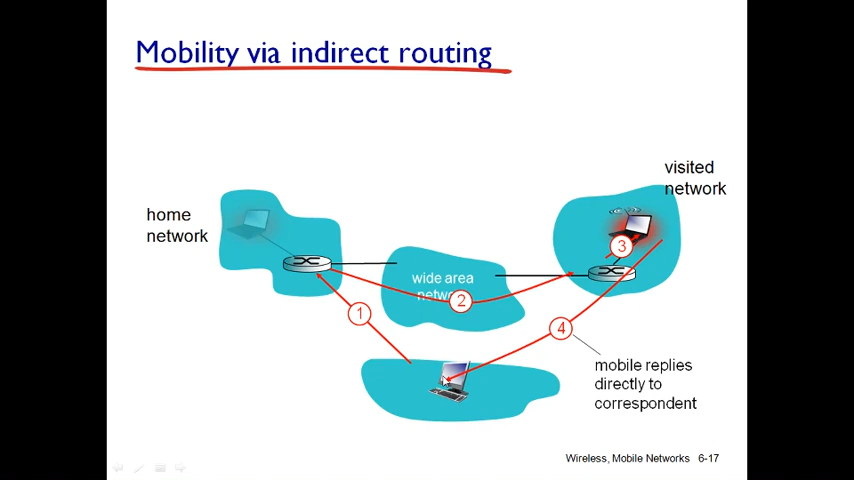 Mobility via indirect routing
visited
network
home
network
3
wide area
network
2
1
4
mobile replies
directly to
correspondent
Wireless, Mobile Networks 6-17